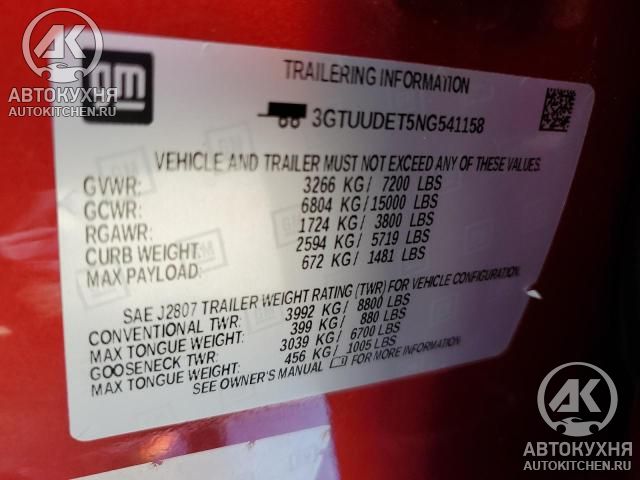 AK
АВТОКУХНЯ
AUTOKITCHEN.RU
gm
TRAILERING INFORMATION
3GTUUDET5NG541158
VEHICLE AND TRAILER MUST NOT EXCEED ANY OF THESE VALUES.
GVWR: 3266 KG/ 7200 LBS
GCWR: 6804 KG/15000 LBS
RGAWR: 1724 KG/ 3800 LBS
CURB WEIGHT: 2594 KG/ 5719 LBS
MAX PAYLOAD: 672 KG/ 1481 LBS
SAE J2807 TRAILER WEIGHT RATING (TWR) FOR VEHICLE CONFIGURATION.
CONVENTIONAL TWR: 3992 KG/ 8800 LBS
MAX TONGUE WEIGHT: 399 KG/ 880 LBS
GOOSENECK TWR: 3039 KG/ 6700 LBS
MAX TONGUE WEIGHT: 456 KG/ 1005 LBS
SEE OWNER'S MANUAL FOR MORE INFORMATION
AK
АВТОКУХНЯ
AUTOKITCHEN.RU